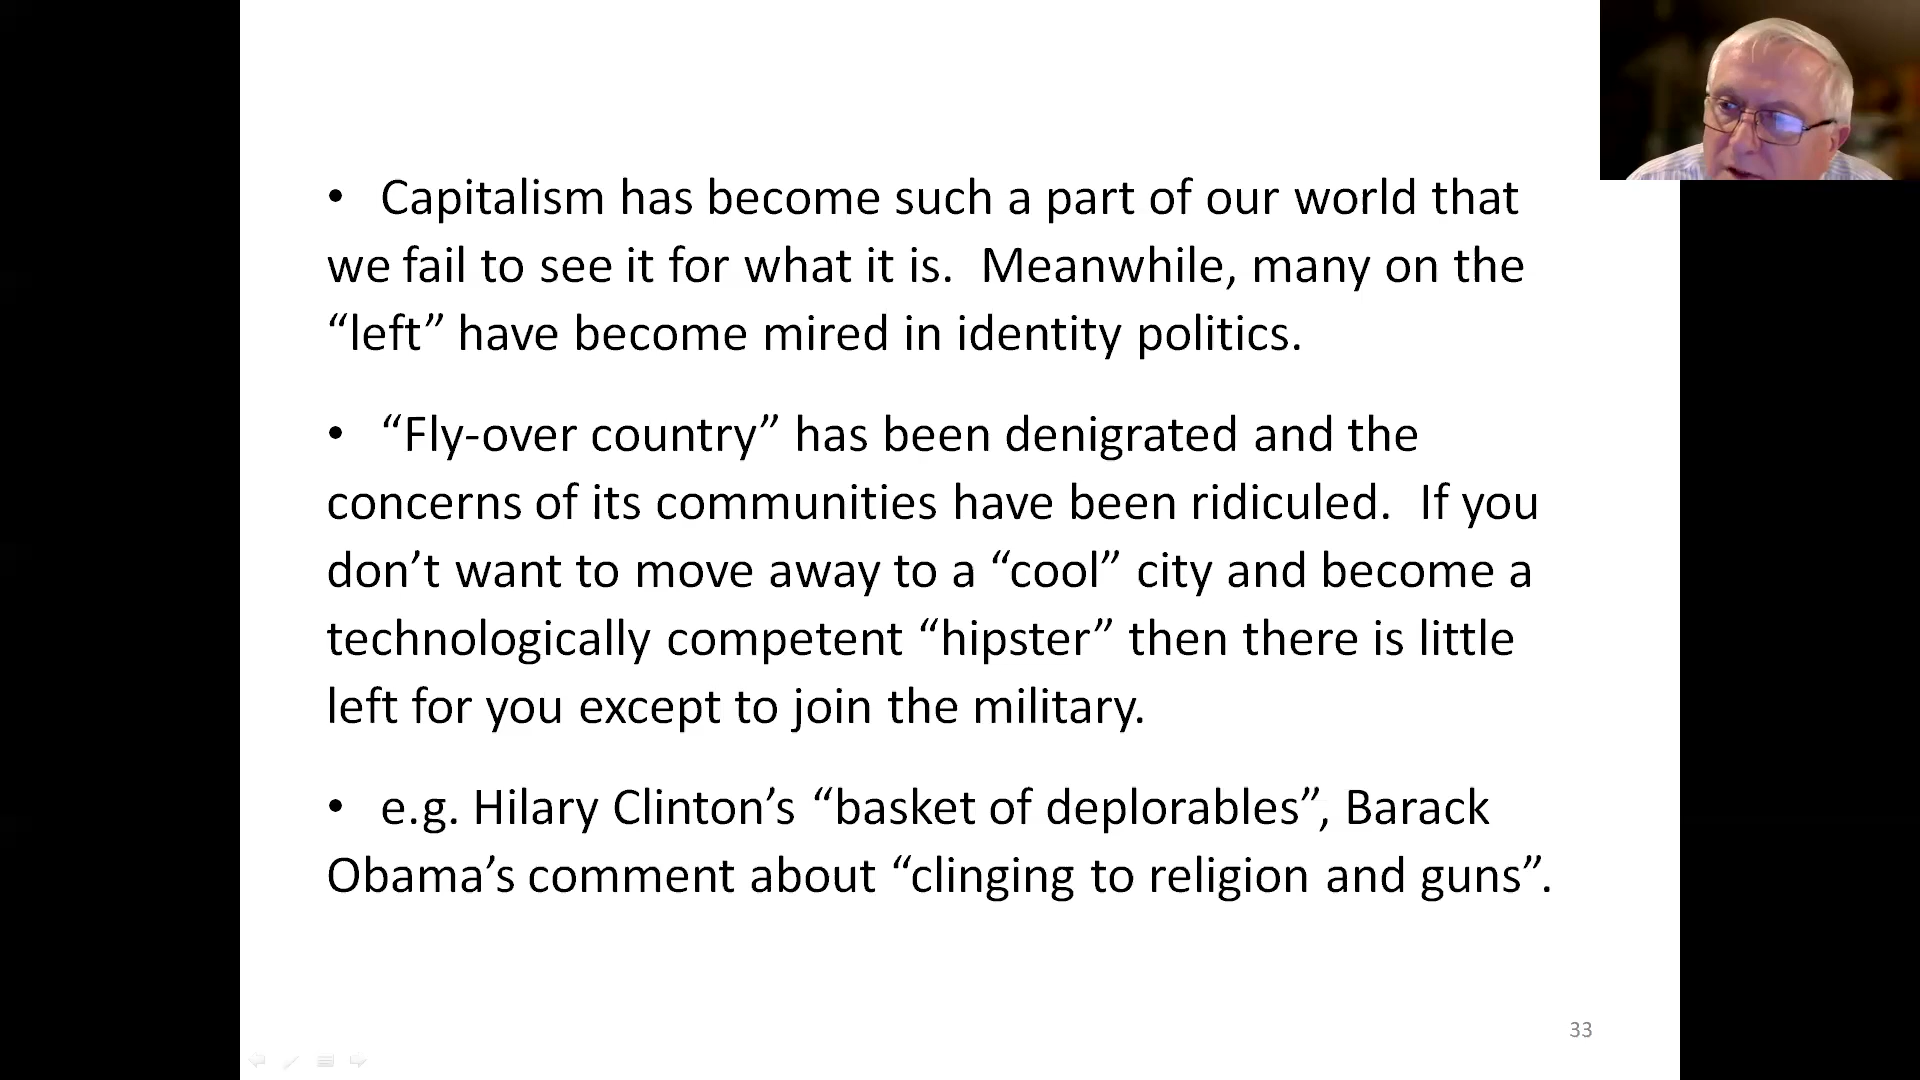 • Capitalism has become such a part of our world that
we fail to see it for what it is.  Meanwhile, many on the
“left” have become mired in identity politics.
• “Fly-over country” has been denigrated and the
concerns of its communities have been ridiculed.  If you
don’t want to move away to a “cool” city and become a
technologically competent “hipster” then there is little
left for you except to join the military.
• e.g. Hilary Clinton’s “basket of deplorables”, Barack
Obama’s comment about “clinging to religion and guns”.
33